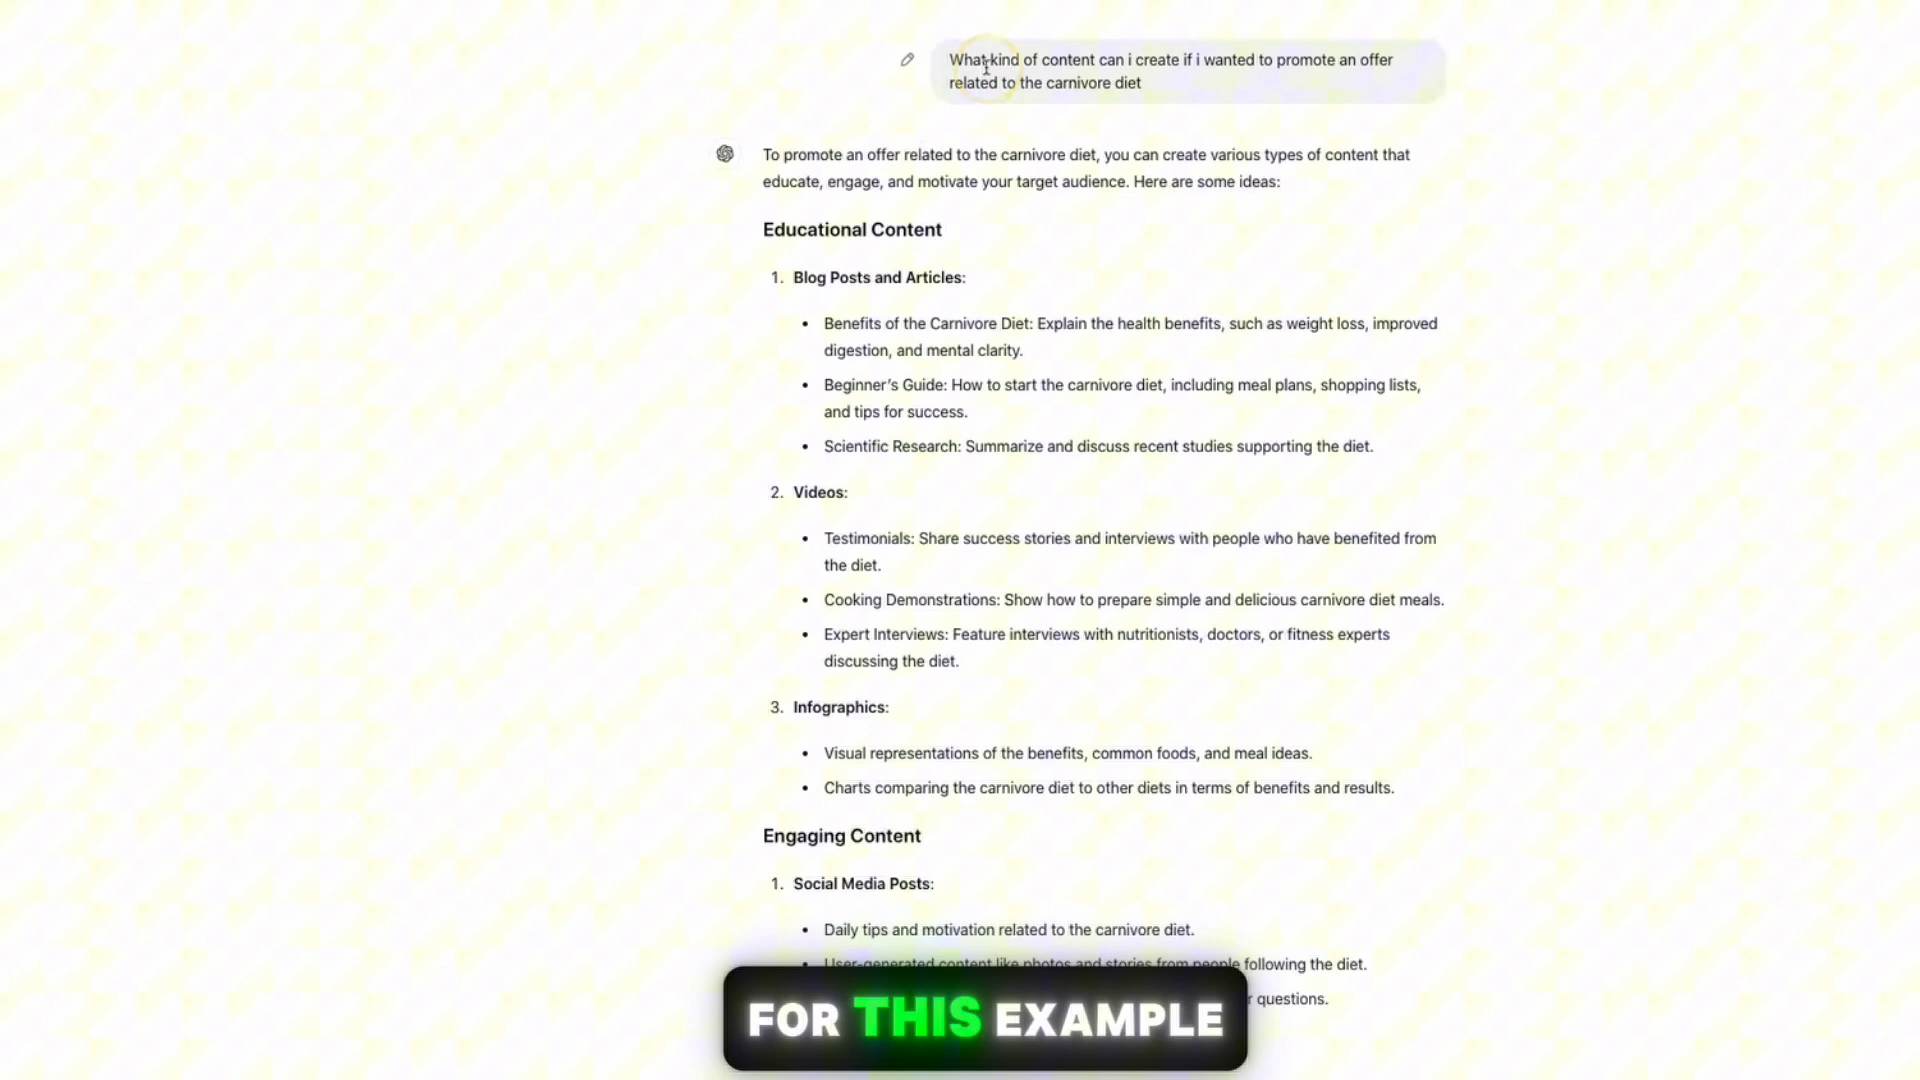 What kind of content can i create if i wanted to promote an offer
related to the carnivore diet
To promote an offer related to the carnivore diet, you can create various types of content that
educate, engage, and motivate your target audience. Here are some ideas:
Educational Content
1. Blog Posts and Articles:
• Benefits of the Carnivore Diet: Explain the health benefits, such as weight loss, improved
digestion, and mental clarity.
• Beginner's Guide: How to start the carnivore diet, including meal plans, shopping lists,
and tips for success.
• Scientific Research: Summarize and discuss recent studies supporting the diet.
2. Videos:
• Testimonials: Share success stories and interviews with people who have benefited from
the diet.
• Cooking Demonstrations: Show how to prepare simple and delicious carnivore diet meals.
• Expert Interviews: Feature interviews with nutritionists, doctors, or fitness experts
discussing the diet.
3. Infographics:
• Visual representations of the benefits, common foods, and meal ideas.
• Charts comparing the carnivore diet to other diets in terms of benefits and results.
Engaging Content
1. Social Media Posts:
• Daily tips and motivation related to the carnivore diet.
• User-generated content like photos and stories from people following the diet.
questions.
FOR THIS EXAMPLE